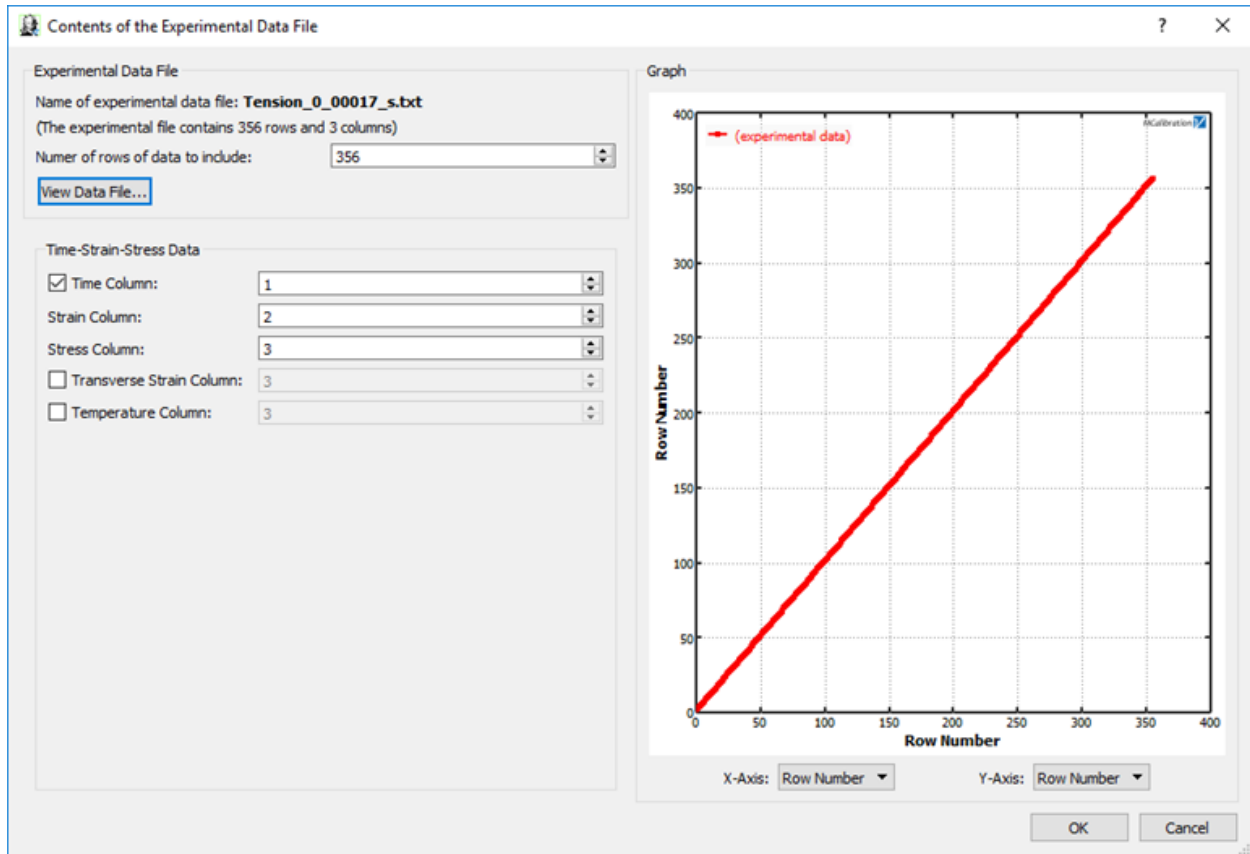 Contents of the Experimental Data File
?
Experimental Data File
Name of experimental data file: Tension_0_00017_s.txt
(The experimental file contains 356 rows and 3 columns)
Numer of rows of data to include: 356
View Data File...
Time-Strain-Stress Data
Time Column: 1
Strain Column: 2
Stress Column: 3
Transverse Strain Column: 3
Temperature Column: 3
Graph
MCalibration
(experimental data)
400
350
300
250
200
150
100
50
0
Row Number
0 50 100 150 200 250 300 350 400
Row Number
X-Axis: Row Number Y-Axis: Row Number
OK Cancel